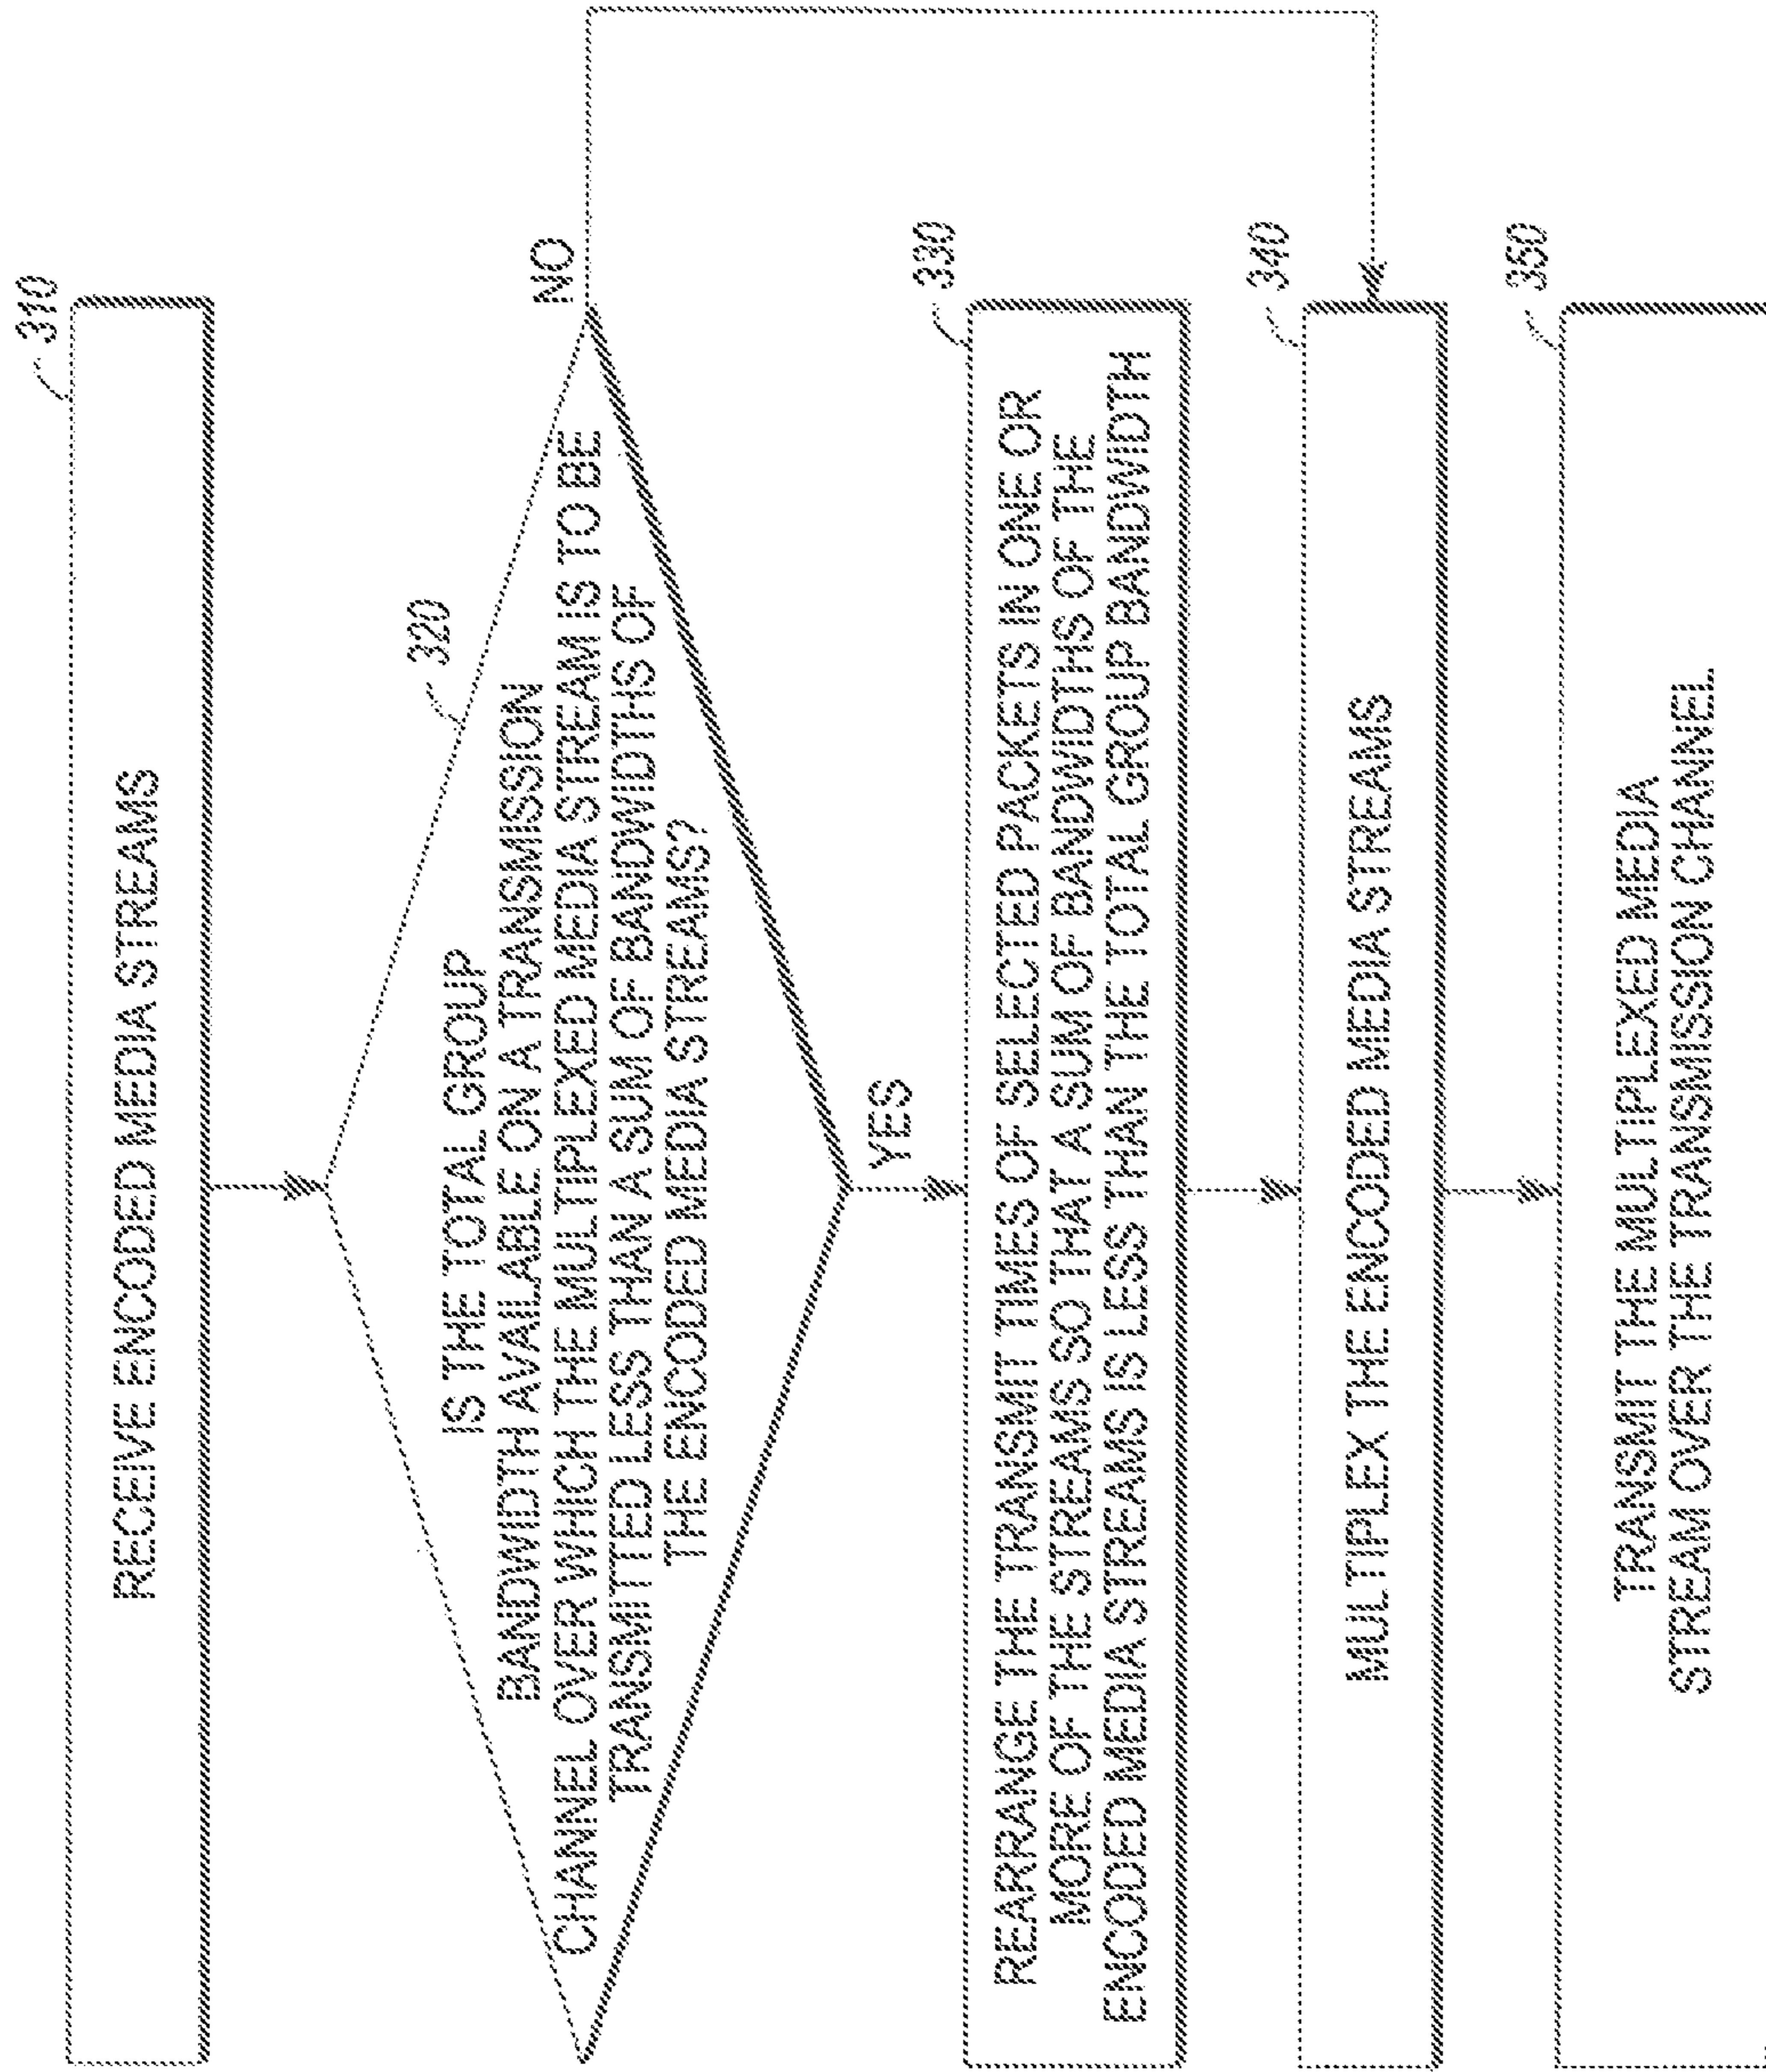 310
RECEIVE ENCODED MEDIA STREAMS
320
IS THE TOTAL GROUP
BANDWIDTH AVAILABLE ON A TRANSMISSION
CHANNEL OVER WHICH THE MULTIPLEXED MEDIA STREAM IS TO BE
TRANSMITTED LESS THAN A SUM OF BANDWIDTHS OF
THE ENCODED MEDIA STREAMS?
NO
YES
330
REARRANGE THE TRANSMIT TIMES OF SELECTED PACKETS IN ONE OR
MORE OF THE STREAMS SO THAT A SUM OF BANDWIDTHS OF THE
ENCODED MEDIA STREAMS IS LESS THAN THE TOTAL GROUP BANDWIDTH
340
MULTIPLEX THE ENCODED MEDIA STREAMS
350
TRANSMIT THE MULTIPLEXED MEDIA
STREAM OVER THE TRANSMISSION CHANNEL